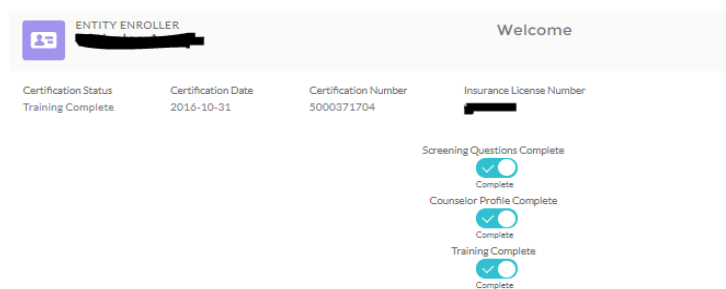 ENTITY ENROLLER
Welcome
Certification Status Certification Date Certification Number Insurance License Number
Training Complete 2016-10-31 5000371704
Screening Questions Complete
Complete
Counselor Profile Complete
Complete
Training Complete
Complete